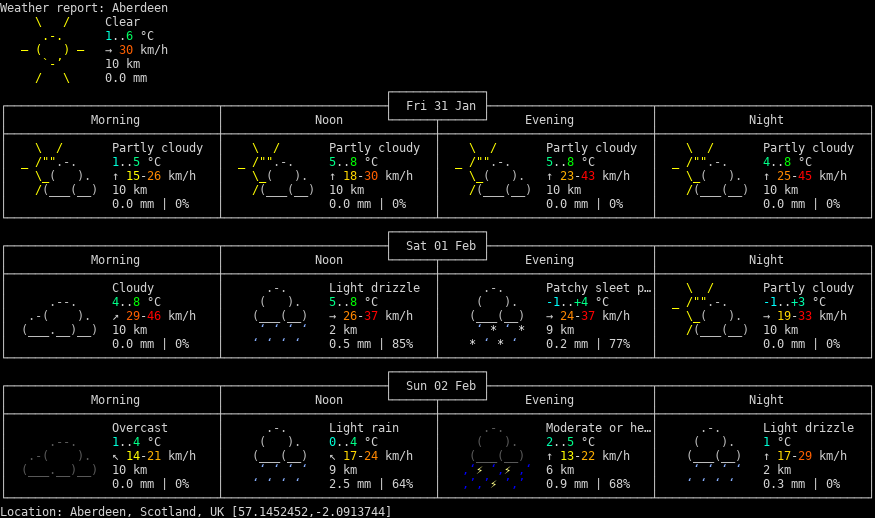 Weather report: Aberdeen
Clear
1..6 °C
→ 30 km/h
10 km
0.0 mm
Fri 31 Jan
Morning Noon Evening Night
Partly cloudy Partly cloudy Partly cloudy Partly cloudy
1..5 °C 5..8 °C 5..8 °C 4..8 °C
↑ 15-26 km/h ↑ 18-30 km/h ↑ 23-43 km/h ↑ 25-45 km/h
10 km 10 km 10 km 10 km
0.0 mm | 0% 0.0 mm | 0% 0.0 mm | 0% 0.0 mm | 0%
Sat 01 Feb
Morning Noon Evening Night
Cloudy Light drizzle Patchy sleet p… Partly cloudy
4..8 °C 5..8 °C -1..+4 °C -1..+3 °C
↗ 29-46 km/h → 26-37 km/h → 24-37 km/h → 19-33 km/h
10 km 2 km 9 km 10 km
0.0 mm | 0% 0.5 mm | 85% 0.2 mm | 77% 0.0 mm | 0%
Sun 02 Feb
Morning Noon Evening Night
Overcast Light rain Moderate or he… Light drizzle
1..4 °C 0..4 °C 2..5 °C 1 °C
↖ 14-21 km/h ↖ 17-24 km/h ↑ 13-22 km/h ↑ 17-29 km/h
10 km 9 km 6 km 2 km
0.0 mm | 0% 2.5 mm | 64% 0.9 mm | 68% 0.3 mm | 0%
Location: Aberdeen, Scotland, UK [57.1452452,-2.0913744]